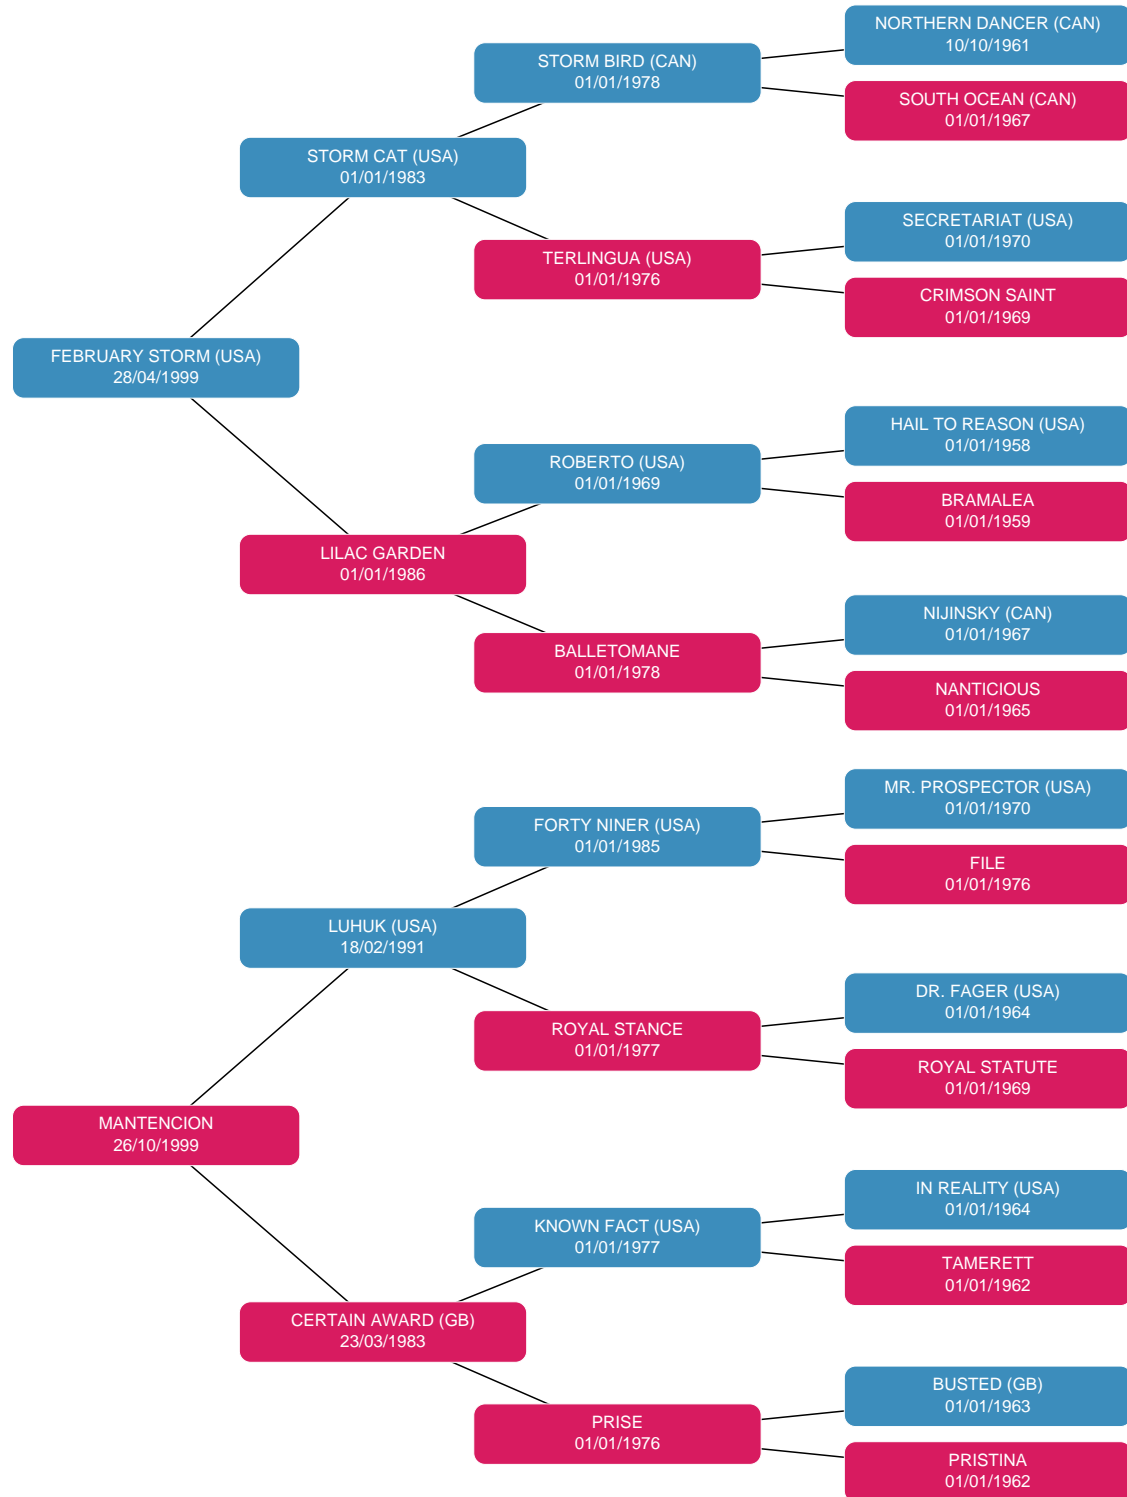 NORTHERN DANCER (CAN)
10/10/1961
STORM BIRD (CAN)
01/01/1978
SOUTH OCEAN (CAN)
01/01/1967
STORM CAT (USA)
01/01/1983
SECRETARIAT (USA)
01/01/1970
TERLINGUA (USA)
01/01/1976
CRIMSON SAINT
01/01/1969
FEBRUARY STORM (USA)
28/04/1999
HAIL TO REASON (USA)
01/01/1958
ROBERTO (USA)
01/01/1969
BRAMALEA
01/01/1959
LILAC GARDEN
01/01/1986
NIJINSKY (CAN)
01/01/1967
BALLETOMANE
01/01/1978
NANTICIOUS
01/01/1965
MR. PROSPECTOR (USA)
01/01/1970
FORTY NINER (USA)
01/01/1985
FILE
01/01/1976
LUHUK (USA)
18/02/1991
DR. FAGER (USA)
01/01/1964
ROYAL STANCE
01/01/1977
ROYAL STATUTE
01/01/1969
MANTENCION
26/10/1999
IN REALITY (USA)
01/01/1964
KNOWN FACT (USA)
01/01/1977
TAMERETT
01/01/1962
CERTAIN AWARD (GB)
23/03/1983
BUSTED (GB)
01/01/1963
PRISE
01/01/1976
PRISTINA
01/01/1962